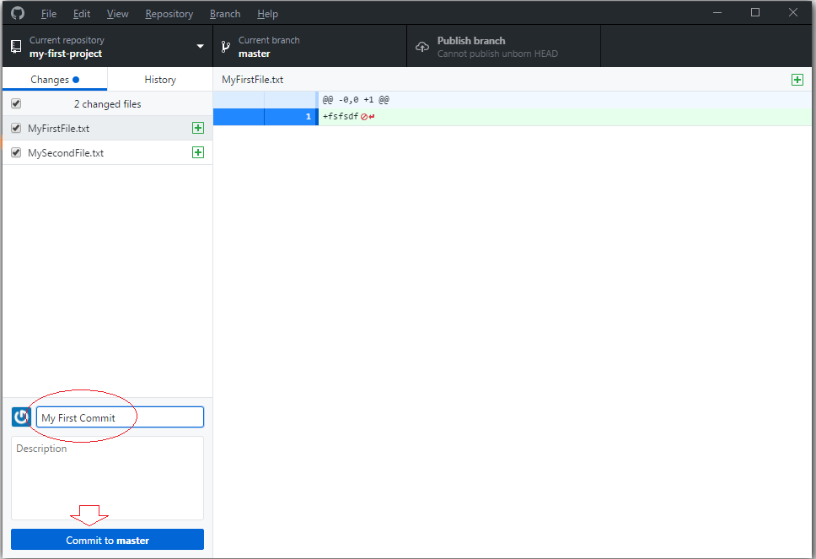 File Edit View Repository Branch Help
Current repository
my-first-project
Current branch
master
Publish branch
Cannot publish unborn HEAD
Changes History
MyFirstFile.txt
2 changed files
@@ -0,0 +1 @@
MyFirstFile.txt
1 +fsfsdf
MySecondFile.txt
My First Commit
Description
Commit to master